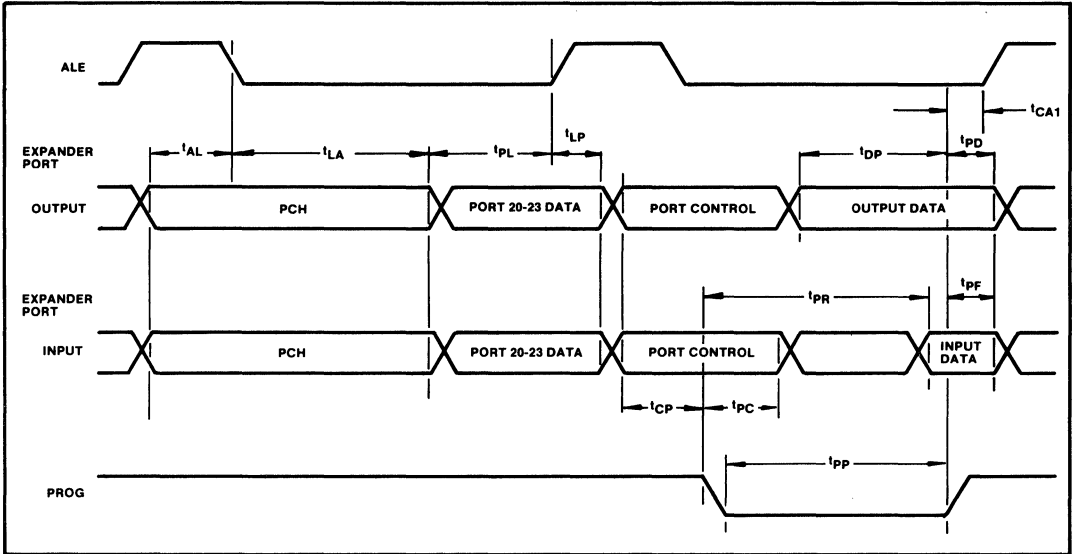 ALE
tCA1
EXPANDER
PORT
tAL
tLA
tPL
tLP
tDP
tPD
OUTPUT
PCH
PORT 20-23 DATA
PORT CONTROL
OUTPUT DATA
EXPANDER
PORT
tPR
tPF
INPUT
PCH
PORT 20-23 DATA
PORT CONTROL
INPUT
DATA
tCP
tPC
tPP
PROG